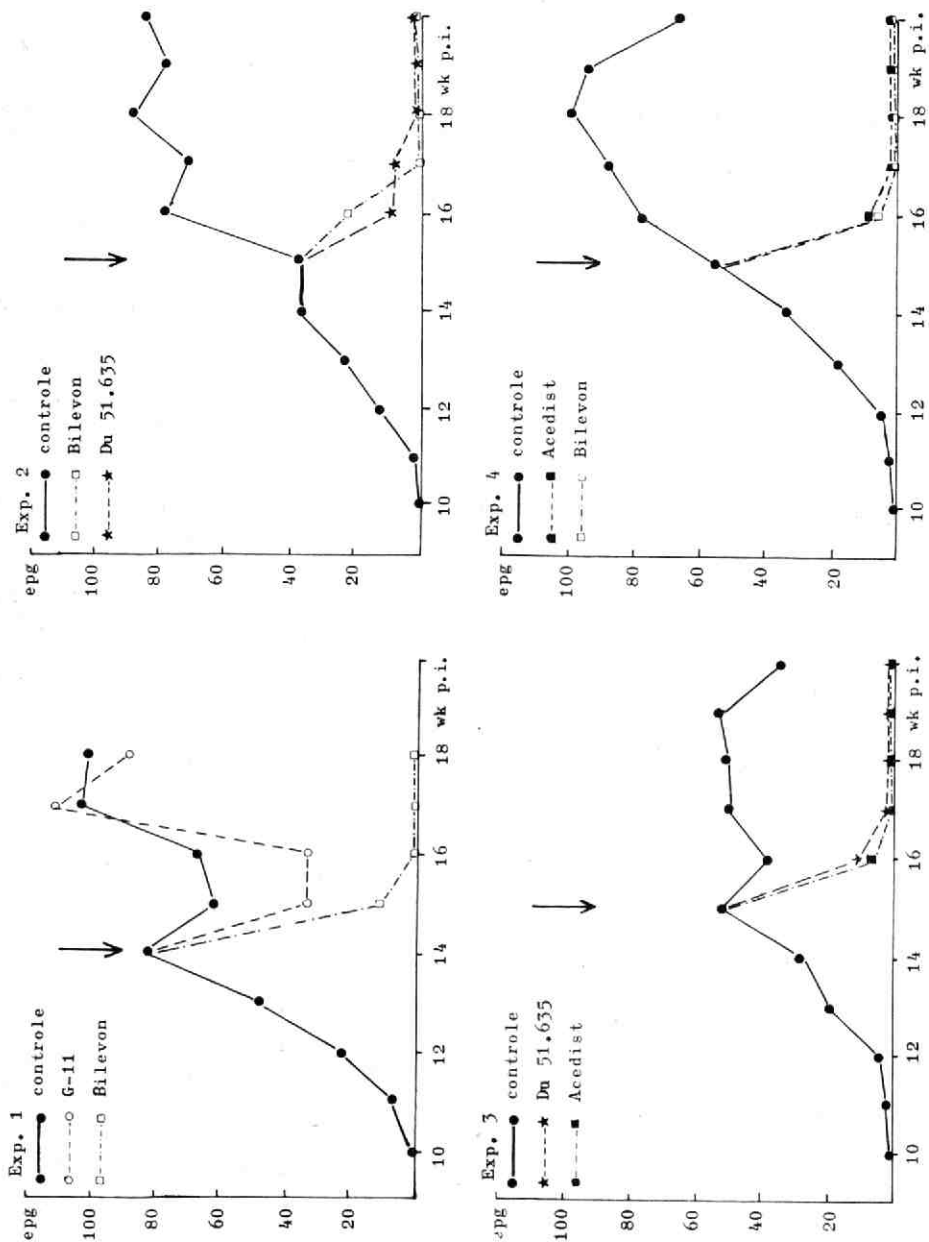 Exp. 1
controle
G-11
Bilevon
epg
100
80
60
40
20
10
12
14
16
18
wk p.i.
Exp. 2
controle
Bilevon
Du 51.635
epg
100
80
60
40
20
10
12
14
16
18
wk p.i.
Exp. 3
controle
Du 51.635
Acedist
epg
100
80
60
40
20
10
12
14
16
18
wk p.i.
Exp. 4
controle
Acedist
Bilevon
epg
100
80
60
40
20
10
12
14
16
18
wk p.i.